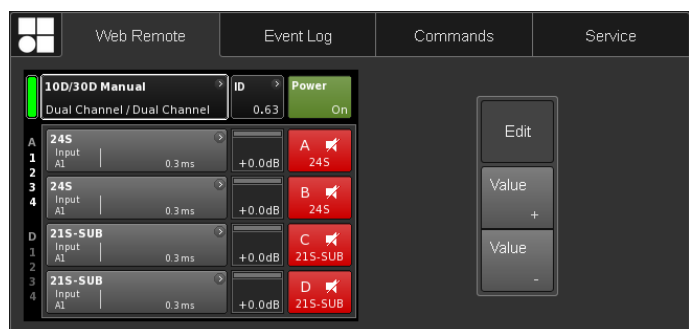 Web Remote
Event Log
Commands
Service
10D/30D Manual
Dual Channel / Dual Channel
ID
0.63
Power
On
A
1
2
3
4
D
1
2
3
4
24S
Input
A1
0.3 ms
+0.0dB
A
24S
24S
Input
A1
0.3 ms
+0.0dB
B
24S
21S-SUB
Input
A1
0.3 ms
+0.0dB
C
21S-SUB
21S-SUB
Input
A1
0.3 ms
+0.0dB
D
21S-SUB
Edit
Value
+
Value
-